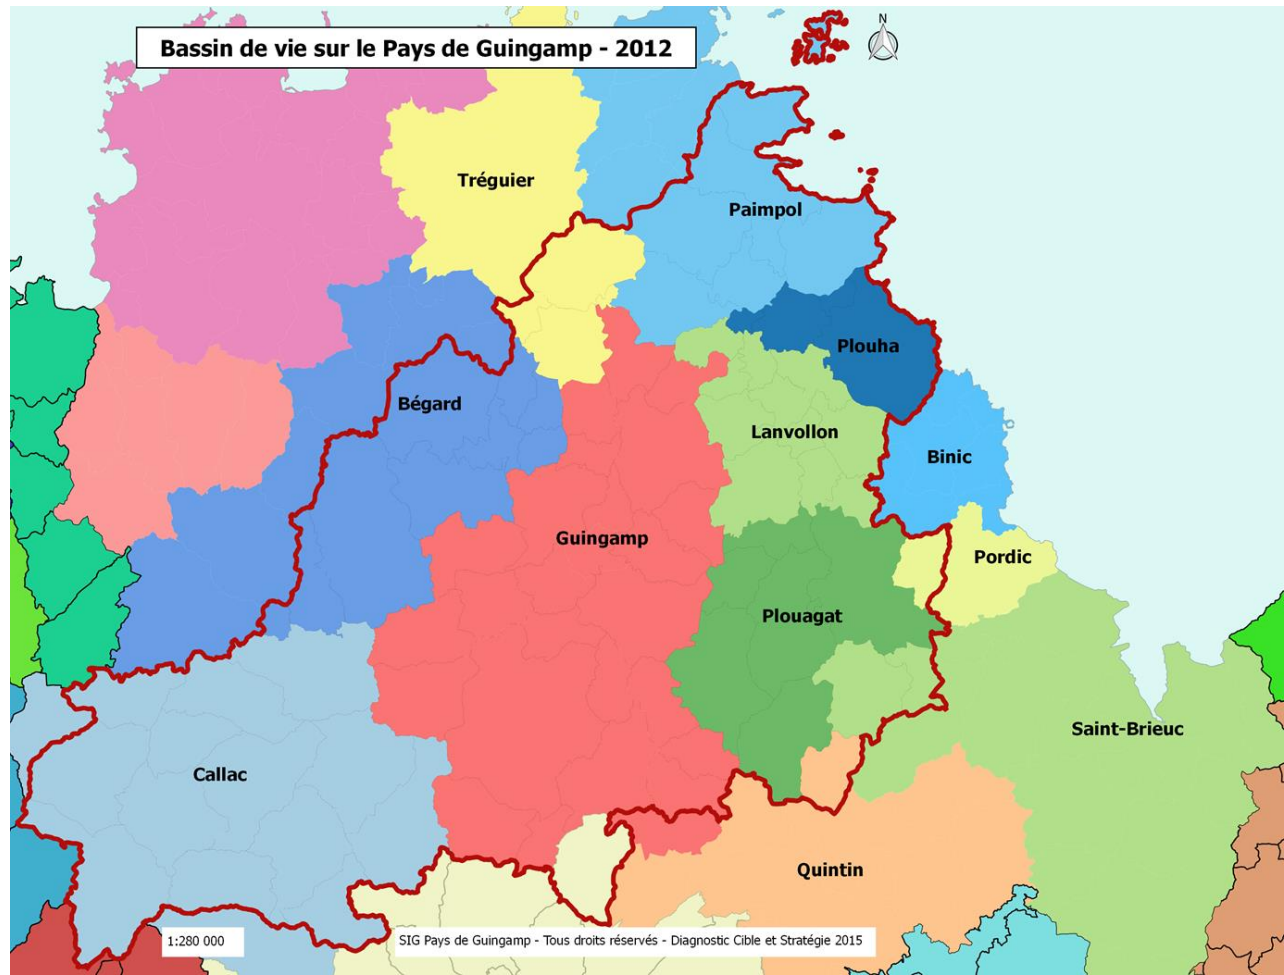 Bassin de vie sur le Pays de Guingamp - 2012
N
Tréguier
Paimpol
Plouha
Bégard
Lanvollon
Binic
Guingamp
Pordic
Plouagat
Saint-Brieuc
Callac
Quintin
1:280 000
SIG Pays de Guingamp - Tous droits réservés - Diagnostic Cible et Stratégie 2015